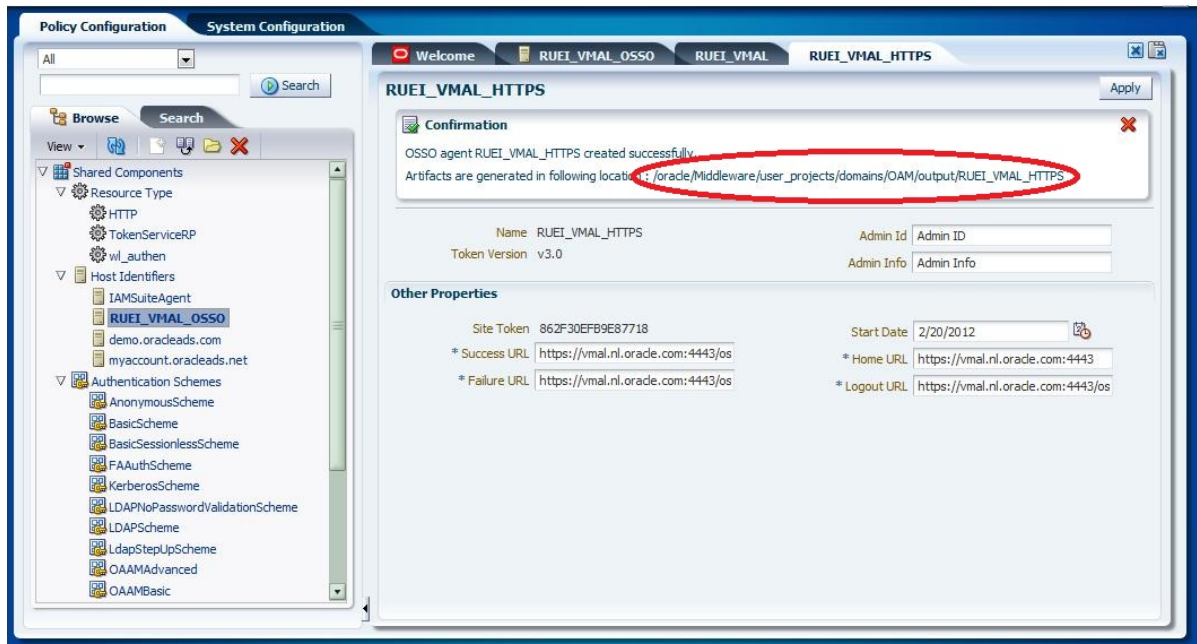 Policy Configuration System Configuration
All
Search
Browse Search
View
Shared Components
Resource Type
HTTP
TokenServiceRP
wl_authen
Host Identifiers
IAMSuiteAgent
RUEI_VMAL_OSSO
demo.oracleads.com
myaccount.oracleads.net
Authentication Schemes
AnonymousScheme
BasicScheme
BasicSessionlessScheme
FAAuthScheme
KerberosScheme
LDAPNoPasswordValidationScheme
LDAPScheme
LdapStepUpScheme
OAAMAdvanced
OAAMBasic
Welcome RUEI_VMAL_OSSO RUEI_VMAL RUEI_VMAL_HTTPS
RUEI_VMAL_HTTPS Apply
Confirmation
OSSO agent RUEI_VMAL_HTTPS created successfully.
Artifacts are generated in following location : /oracle/Middleware/user_projects/domains/OAM/output/RUEI_VMAL_HTTPS
Name RUEI_VMAL_HTTPS Admin Id Admin ID
Token Version v3.0 Admin Info Admin Info
Other Properties
Site Token 862F30EFB9E87718 Start Date 2/20/2012
* Success URL https://vmal.nl.oracle.com:4443/os * Home URL https://vmal.nl.oracle.com:4443
* Failure URL https://vmal.nl.oracle.com:4443/os * Logout URL https://vmal.nl.oracle.com:4443/os